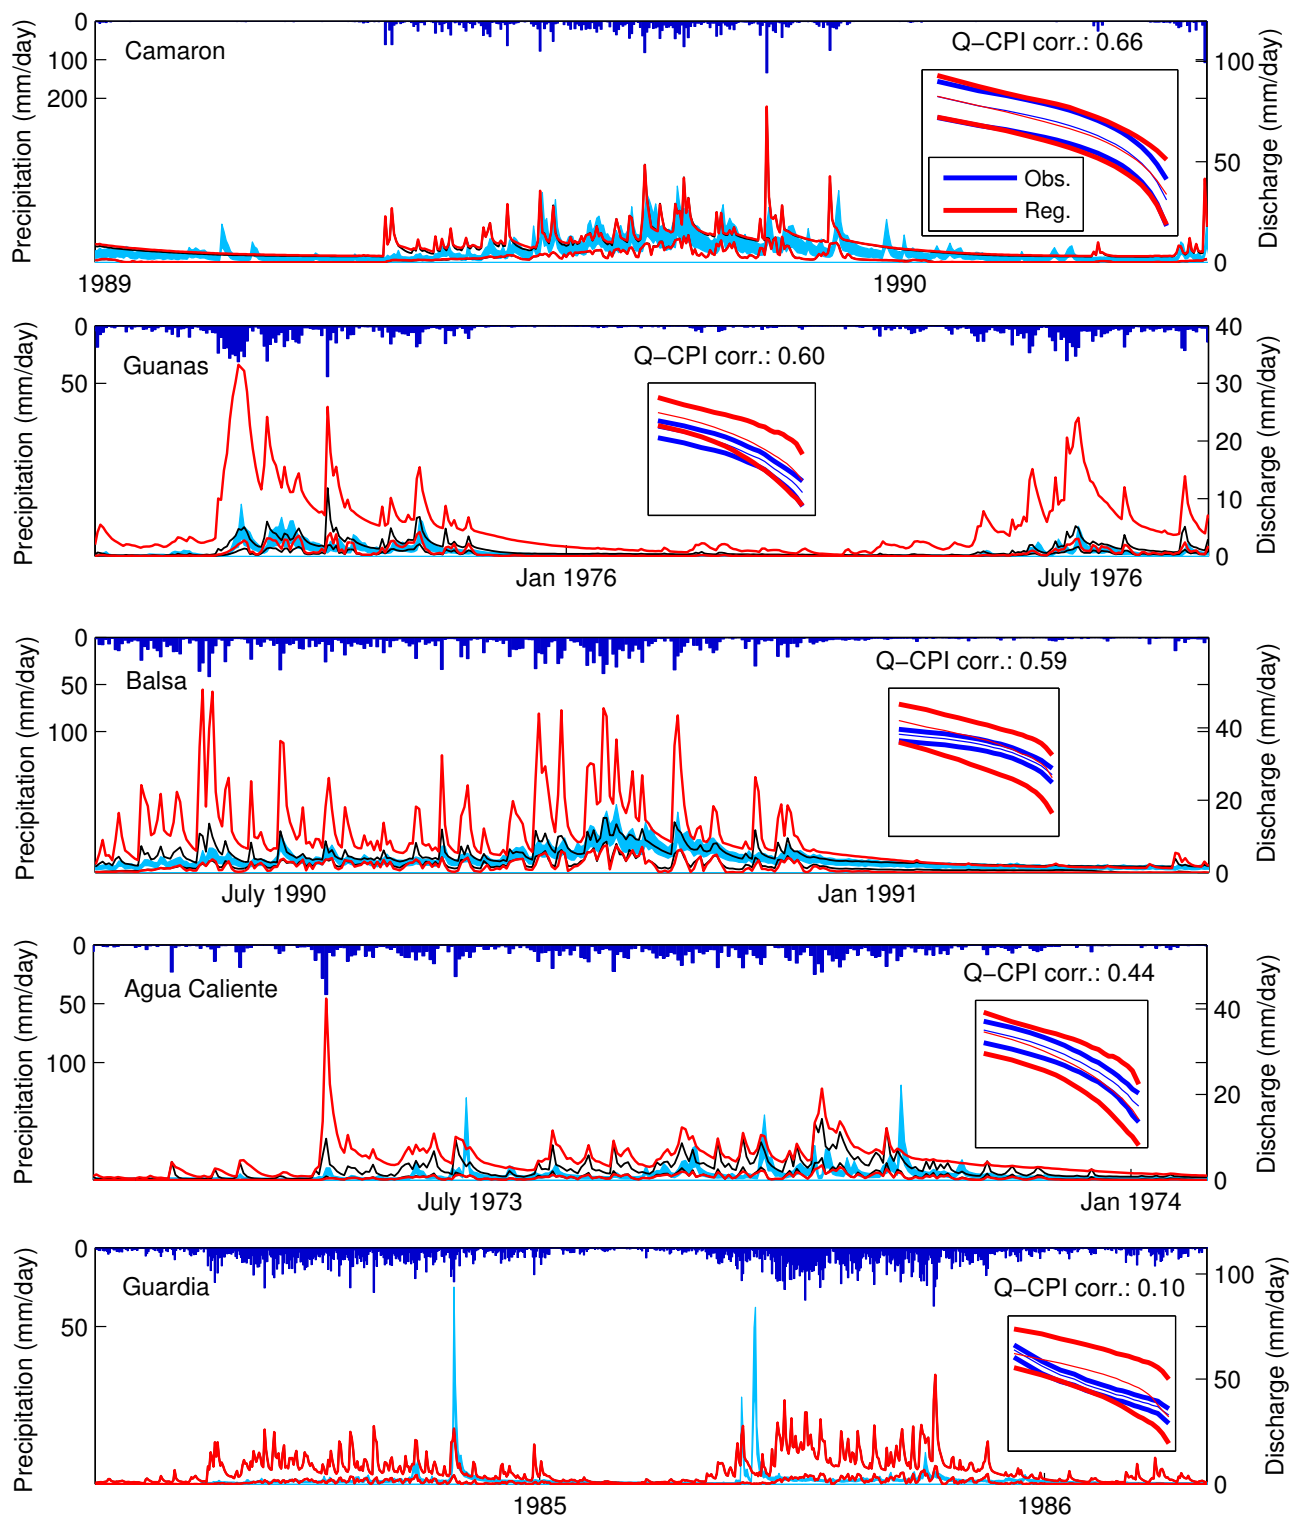 Precipitation (mm/day)
0
100
200
Camaron
Q−CPI corr.: 0.66
Obs.
Reg.
100
50
0
Discharge (mm/day)
1989
1990
Precipitation (mm/day)
0
50
Guanas
Q−CPI corr.: 0.60
40
30
20
10
0
Discharge (mm/day)
Jan 1976
July 1976
Precipitation (mm/day)
0
50
100
Balsa
Q−CPI corr.: 0.59
40
20
0
Discharge (mm/day)
July 1990
Jan 1991
Precipitation (mm/day)
0
50
100
Agua Caliente
Q−CPI corr.: 0.44
40
20
0
Discharge (mm/day)
July 1973
Jan 1974
Precipitation (mm/day)
0
50
Guardia
Q−CPI corr.: 0.10
100
50
0
Discharge (mm/day)
1985
1986